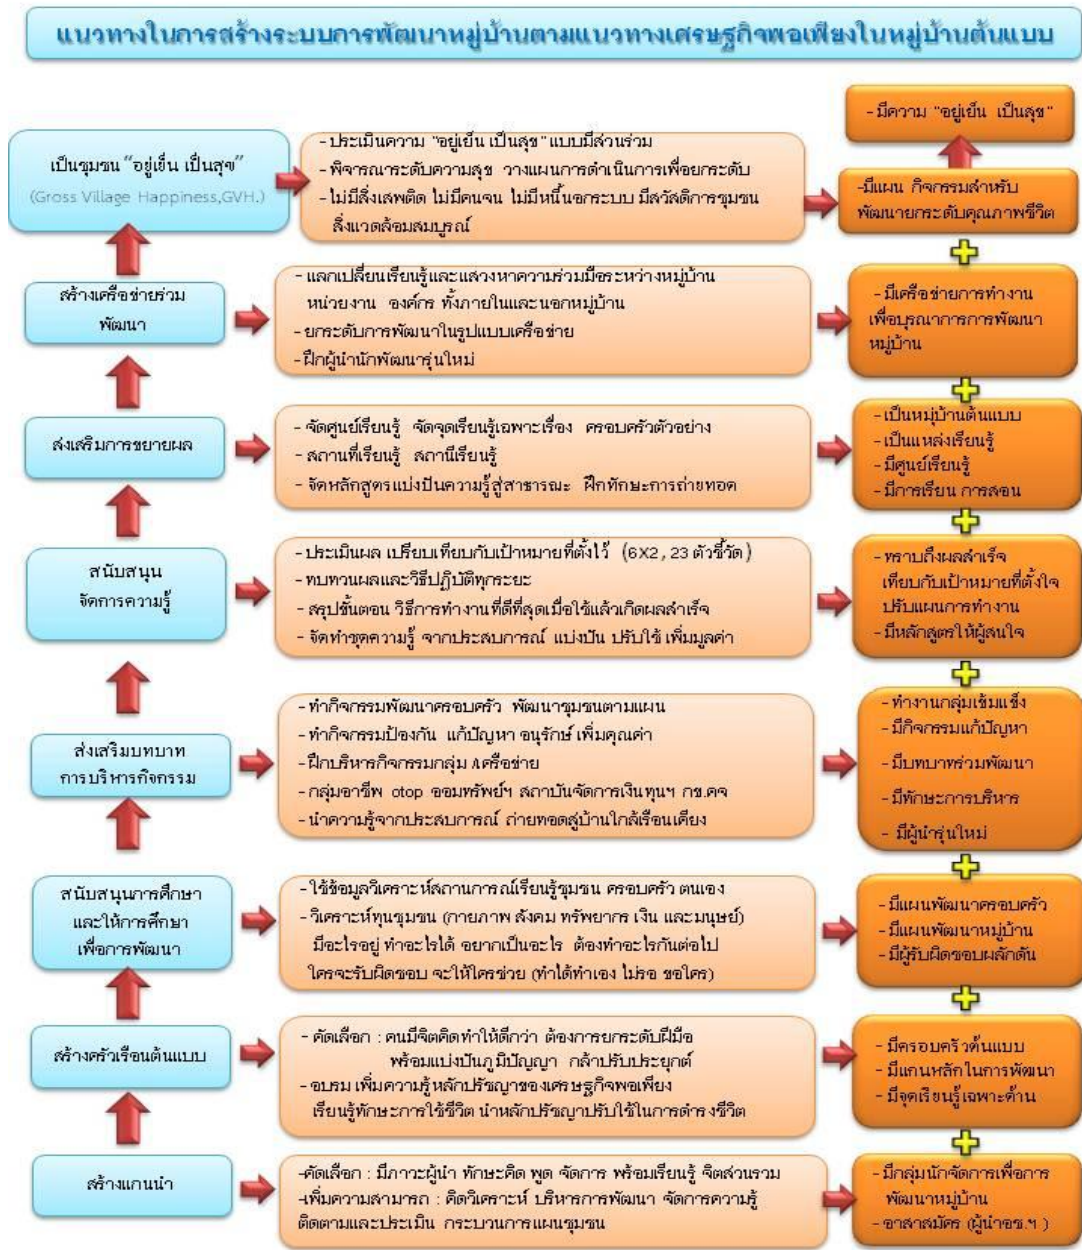 แนวทางในการสร้างระบบการพัฒนาหมู่บ้านตามแนวทางเศรษฐกิจพอเพียงในหมู่บ้านต้นแบบ
- มีความ "อยู่เย็น เป็นสุข"
เป็นชุมชน "อยู่เย็น เป็นสุข"
(Gross Village Happiness,GVH.)
- ประเมินความ "อยู่เย็น เป็นสุข" แบบมีส่วนร่วม
- พิจารณาระดับความสุข วางแผนการดำเนินการเพื่อยกระดับ
- ไม่มีสิ่งเสพติด ไม่มีคนจน ไม่มีหนี้นอกระบบ มีสวัสดิการชุมชน
สิ่งแวดล้อมสมบูรณ์
-มีแผน กิจกรรมสำหรับ
พัฒนายกระดับคุณภาพชีวิต
สร้างเครือข่ายร่วม
พัฒนา
- แลกเปลี่ยนเรียนรู้และแสวงหาความร่วมมือระหว่างหมู่บ้าน
หน่วยงาน องค์กร ทั้งภายในและนอกหมู่บ้าน
- ยกระดับการพัฒนาในรูปแบบเครือข่าย
- ฝึกผู้นำนักพัฒนารุ่นใหม่
- มีเครือข่ายการทำงาน
เพื่อบูรณาการการพัฒนา
หมู่บ้าน
ส่งเสริมการขยายผล
- จัดศูนย์เรียนรู้ จัดจุดเรียนรู้เฉพาะเรื่อง ครอบครัวตัวอย่าง
- สถานที่เรียนรู้ สถานีเรียนรู้
- จัดหลักสูตรแบ่งปันความรู้สู่สาธารณะ ฝึกทักษะการถ่ายทอด
- เป็นหมู่บ้านต้นแบบ
- เป็นแหล่งเรียนรู้
- มีศูนย์เรียนรู้
- มีการเรียน การสอน
สนับสนุน
จัดการความรู้
- ประเมินผล เปรียบเทียบกับเป้าหมายที่ตั้งไว้ (6X2 , 23 ตัวชี้วัด)
- ทบทวนผลและวิธีปฏิบัติทุกระยะ
- สรุปขั้นตอน วิธีการทำงานที่ดีที่สุดเมื่อใช้แล้วเกิดผลสำเร็จ
- จัดทำชุดความรู้ จากประสบการณ์ แบ่งปัน ปรับใช้ เพิ่มมูลค่า
- ทราบถึงผลสำเร็จ
เทียบกับเป้าหมายที่ตั้งใจ
ปรับแผนการทำงาน
- มีหลักสูตรให้ผู้สนใจ
ส่งเสริมบทบาท
การบริหารกิจกรรม
- ทำกิจกรรมพัฒนาครอบครัว พัฒนาชุมชนตามแผน
- ทำกิจกรรมป้องกัน แก้ปัญหา อนุรักษ์ เพิ่มคุณค่า
- ฝึกบริหารกิจกรรมกลุ่ม /เครือข่าย
- กลุ่มอาชีพ otop ออมทรัพย์ฯ สถาบันจัดการเงินทุนฯ กข.คจ
- นำความรู้จากประสบการณ์ ถ่ายทอดสู่บ้านใกล้เรือนเคียง
- ทำงานกลุ่มเข้มแข็ง
- มีกิจกรรมแก้ปัญหา
- มีบทบาทร่วมพัฒนา
- มีทักษะการบริหาร
- มีผู้นำรุ่นใหม่
สนับสนุนการศึกษา
และให้การศึกษา
เพื่อการพัฒนา
- ใช้ข้อมูลวิเคราะห์สถานการณ์เรียนรู้ชุมชน ครอบครัว ตนเอง
- วิเคราะห์ทุนชุมชน (กายภาพ สังคม ทรัพยากร เงิน และมนุษย์)
มีอะไรอยู่ ทำอะไรได้ อยากเป็นอะไร ต้องทำอะไรกันต่อไป
ใครจะรับผิดชอบ จะให้ใครช่วย (ทำได้ทำเอง ไม่รอ ขอใคร)
- มีแผนพัฒนาครอบครัว
- มีแผนพัฒนาหมู่บ้าน
- มีผู้รับผิดชอบผลักดัน
สร้างครัวเรือนต้นแบบ
- คัดเลือก : คนมีจิตคิดทำให้ดีกว่า ต้องการยกระดับฝีมือ
พร้อมแบ่งปันภูมิปัญญา กล้าปรับประยุกต์
- อบรม เพิ่มความรู้หลักปรัชญาของเศรษฐกิจพอเพียง
เรียนรู้ทักษะการใช้ชีวิต นำหลักปรัชญาปรับใช้ในการดำรงชีวิต
- มีครอบครัวต้นแบบ
- มีแกนหลักในการพัฒนา
- มีจุดเรียนรู้เฉพาะด้าน
สร้างแกนนำ
-คัดเลือก : มีภาวะผู้นำ ทักษะคิด พูด จัดการ พร้อมเรียนรู้ จิตส่วนรวม
-เพิ่มความสามารถ : คิดวิเคราะห์ บริหารการพัฒนา จัดการความรู้
ติดตามและประเมิน กระบวนการแผนชุมชน
- มีกลุ่มนักจัดการเพื่อการ
พัฒนาหมู่บ้าน
- อาสาสมัคร (ผู้นำอช.ฯ )